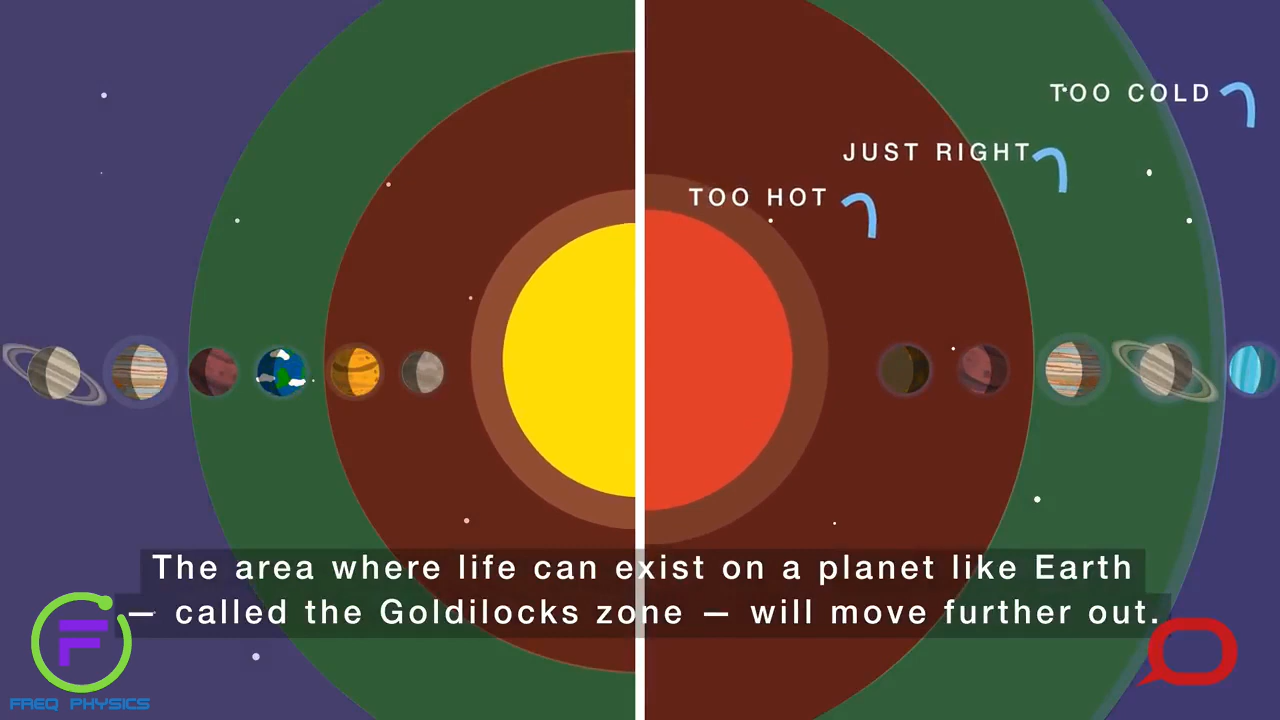 TOO COLD
JUST RIGHT
TOO HOT
The area where life can exist on a planet like Earth
— called the Goldilocks zone — will move further out.
F
FREQ PHYSICS